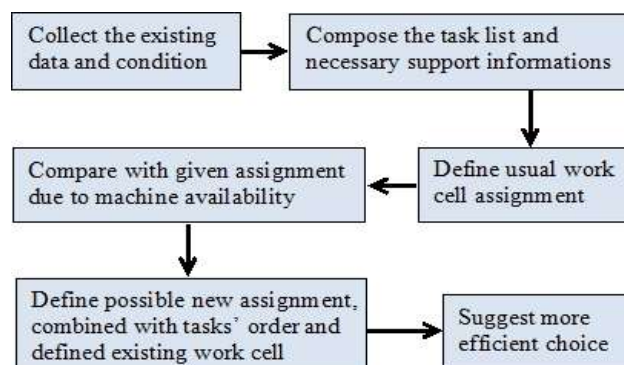 Collect the existing
data and condition
Compose the task list and
necessary support informations
Define usual work
cell assignment
Compare with given assignment
due to machine availability
Define possible new assignment,
combined with tasks' order and
defined existing work cell
Suggest more
efficient choice